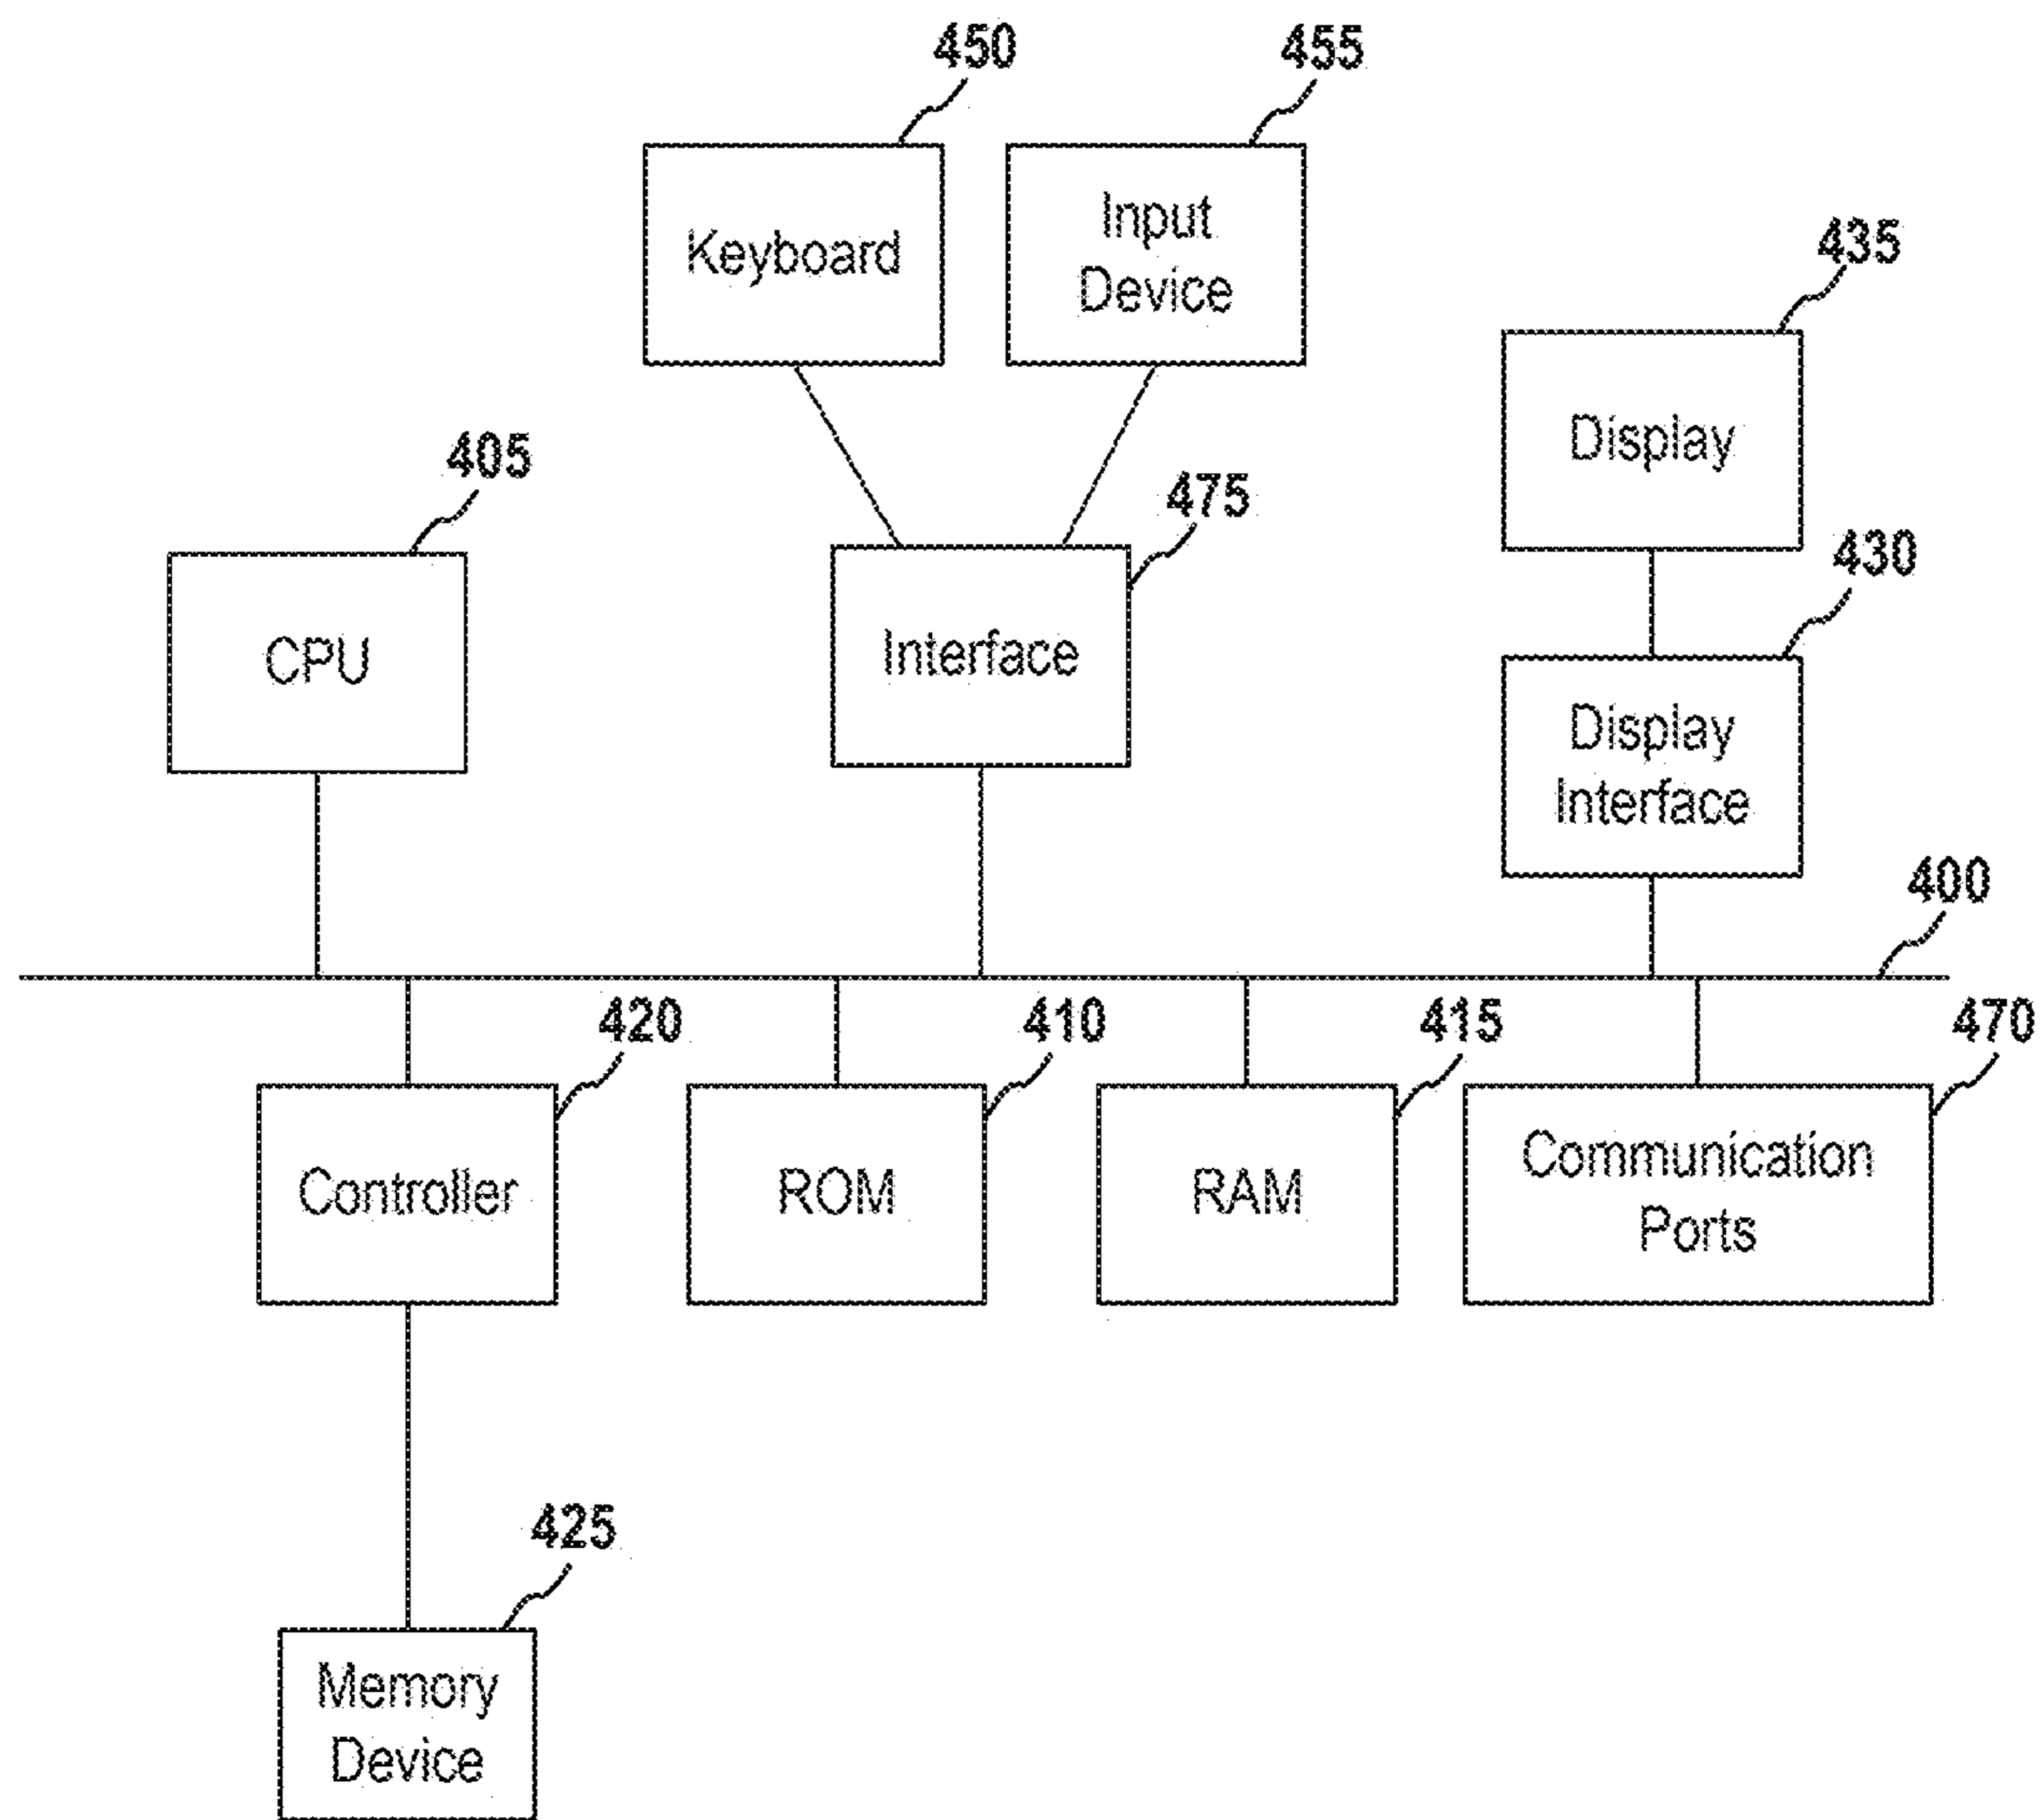 450
455
Keyboard
Input
Device
435
Display
405
475
430
CPU
Interface
Display
Interface
400
420
410
415
470
Controller
ROM
RAM
Communication
Ports
425
Memory
Device